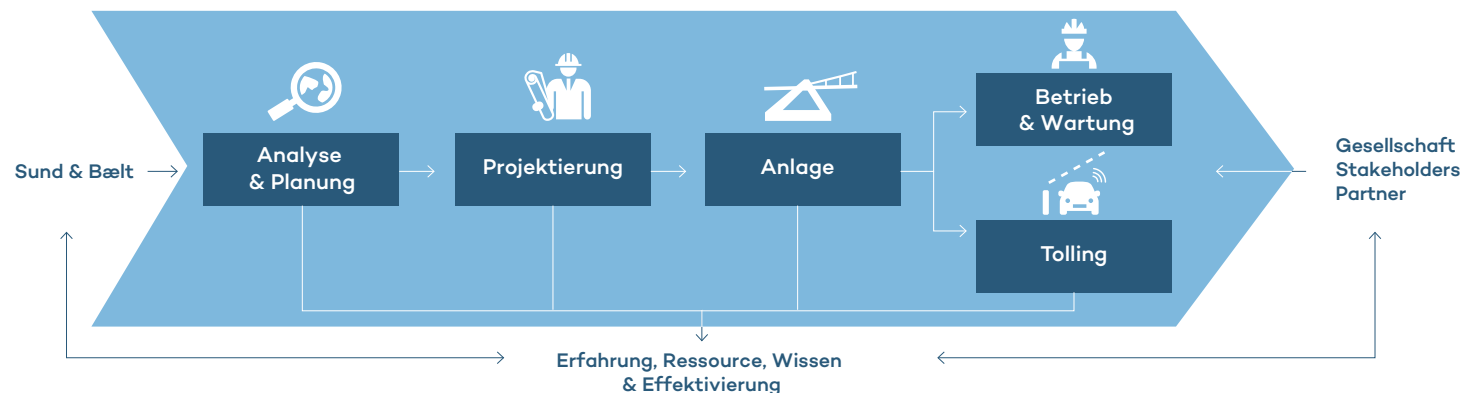 Sund & Bælt
Analyse
& Planung
Projektierung
Anlage
Betrieb
& Wartung
Tolling
Gesellschaft
Stakeholders
Partner
Erfahrung, Ressource, Wissen
& Effektivierung